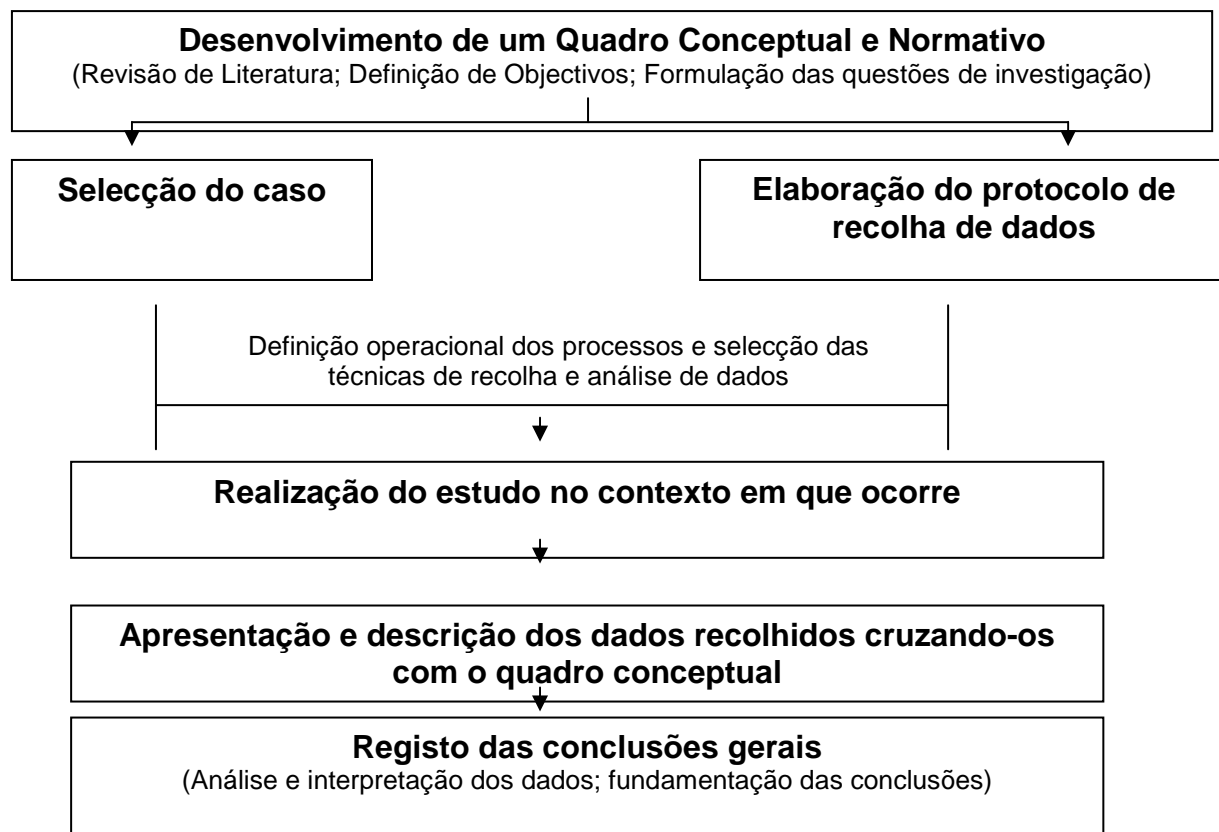 Desenvolvimento de um Quadro Conceptual e Normativo
(Revisão de Literatura; Definição de Objectivos; Formulação das questões de investigação)
Selecção do caso
Elaboração do protocolo de
recolha de dados
Definição operacional dos processos e selecção das
técnicas de recolha e análise de dados
Realização do estudo no contexto em que ocorre
Apresentação e descrição dos dados recolhidos cruzando-os
com o quadro conceptual
Registo das conclusões gerais
(Análise e interpretação dos dados; fundamentação das conclusões)